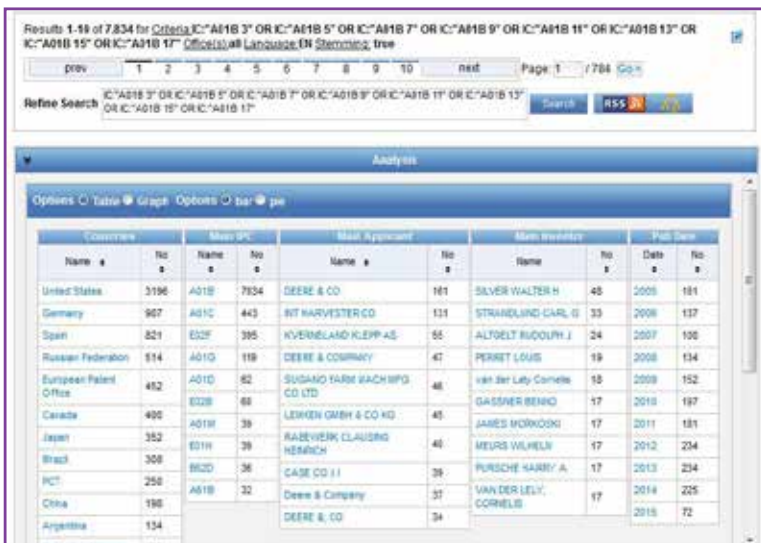 Results 1-10 of 7,834 for Criteria:IC:"A01B 3" OR IC:"A01B 5" OR IC:"A01B 7" OR IC:"A01B 9" OR IC:"A01B 11" OR IC:"A01B 13" OR
IC:"A01B 15" OR IC:"A01B 17" Office(s):all Language:EN Stemming: true
prev 1 2 3 4 5 6 7 8 9 10 next Page: 1 / 784 Go >
Refine Search
IC:"A01B 3" OR IC:"A01B 5" OR IC:"A01B 7" OR IC:"A01B 9" OR IC:"A01B 11" OR IC:"A01B 13"
OR IC:"A01B 15" OR IC:"A01B 17"
Search RSS
Analysis
Options Table Graph Options bar pie
Countries Main IPC Main Applicant Main Inventor Pub Date
Name No Name No Name No Name No Date No
United States 3196 A01B 7834 DEERE & CO 161 SILVER WALTER H 48 2005 181
Germany 907 A01C 443 INT HARVESTER CO 131 STRANDLUND CARL G 33 2006 137
Spain 821 E02F 395 KVERNELAND KLEPP AS 55 ALTGELT RUDOLPH J 24 2007 100
Russian Federation 514 A01G 119 DEERE & COMPANY 47 PERRET LOUIS 19 2008 134
European Patent Office 452 A01D 62 SUGANO FARM MACH MFG CO LTD 46 van der Lely Cornelis 18 2009 152
E02B 60 GASSNER BENNO 17 2010 197
Canada 400 A01M 39 LEMKEN GMBH & CO KG 45 JAMES MORKOSKI 17 2011 181
Japan 352 E01H 39 RABEWERK CLAUSING HEINRICH 40 MEURS WILHELM 17 2012 234
Brazil 308 B62D 36 CASE CO J I 39 PURSCHE HARRY A 17 2013 234
PCT 250 A61B 32 Deere & Company 37 VAN DER LELY, CORNELIS 17 2014 225
China 190 DEERE & CO 34 2015 72
Argentina 134